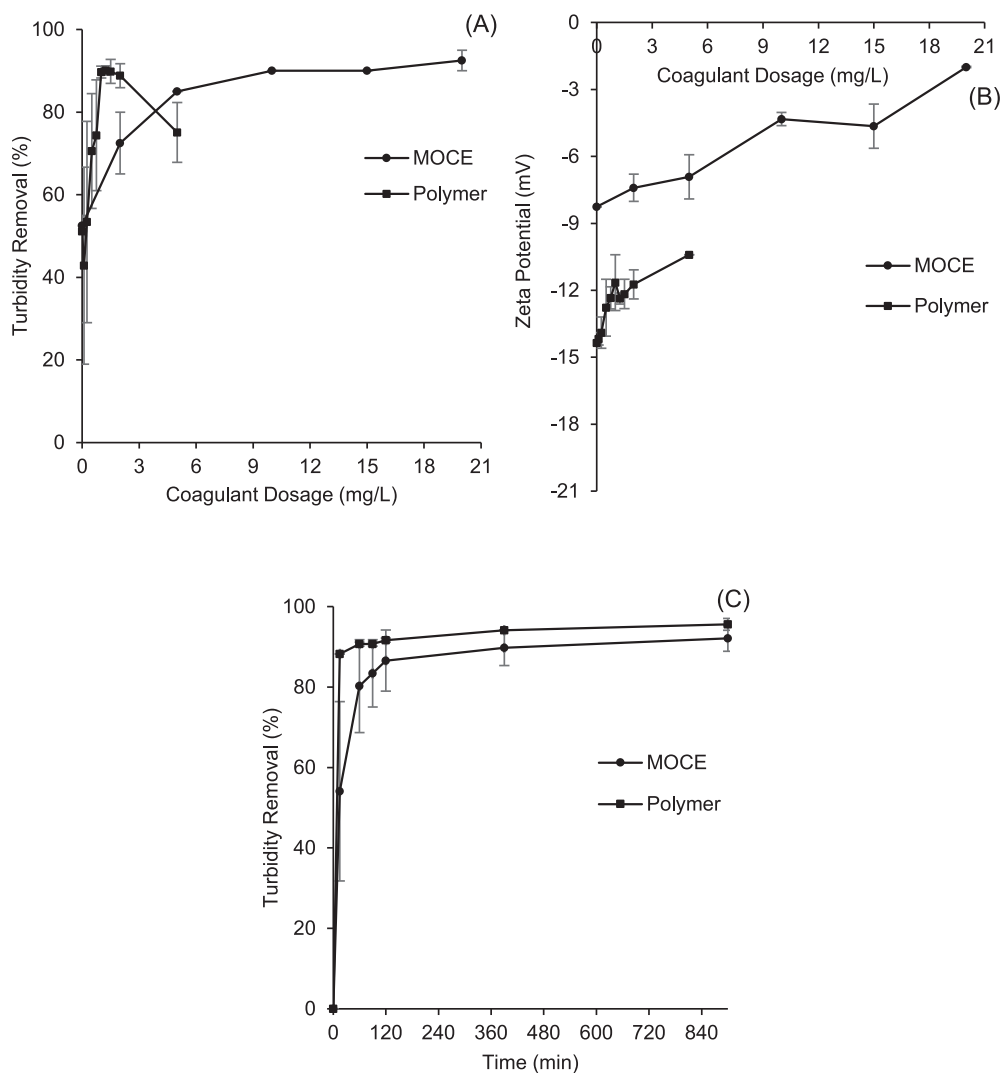 (A)
Turbidity Removal (%)
100
80
60
40
20
0
0 3 6 9 12 15 18 21
Coagulant Dosage (mg/L)
MOCE
Polymer
(B)
Zeta Potential (mV)
0 3 6 9 12 15 18 21
Coagulant Dosage (mg/L)
-0
-3
-6
-9
-12
-15
-18
-21
MOCE
Polymer
(C)
Turbidity Removal (%)
100
80
60
40
20
0
0 120 240 360 480 600 720 840
Time (min)
MOCE
Polymer